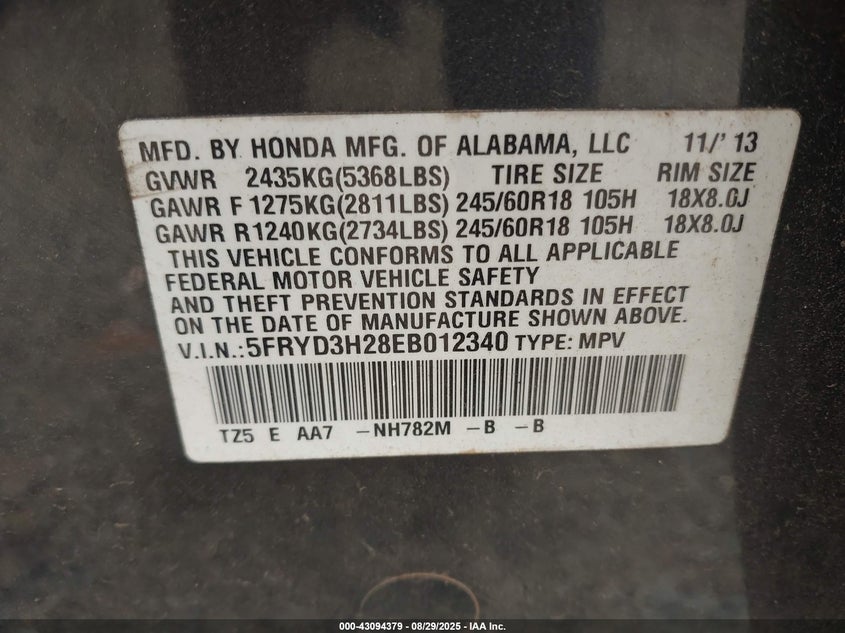 MFD. BY HONDA MFG. OF ALABAMA, LLC 11/' 13
GVWR 2435KG(5368LBS) TIRE SIZE RIM SIZE
GAWR F 1275KG(2811LBS) 245/60R18 105H 18X8.0J
GAWR R1240KG(2734LBS) 245/60R18 105H 18X8.0J
THIS VEHICLE CONFORMS TO ALL APPLICABLE
FEDERAL MOTOR VEHICLE SAFETY
AND THEFT PREVENTION STANDARDS IN EFFECT
ON THE DATE OF MANUFACTURE SHOWN ABOVE.
V.I.N.:5FRYD3H28EB012340 TYPE: MPV
TZ5 E AA7 -NH782M -B -B
000-43094379 - 08/29/2025 - IAA Inc.